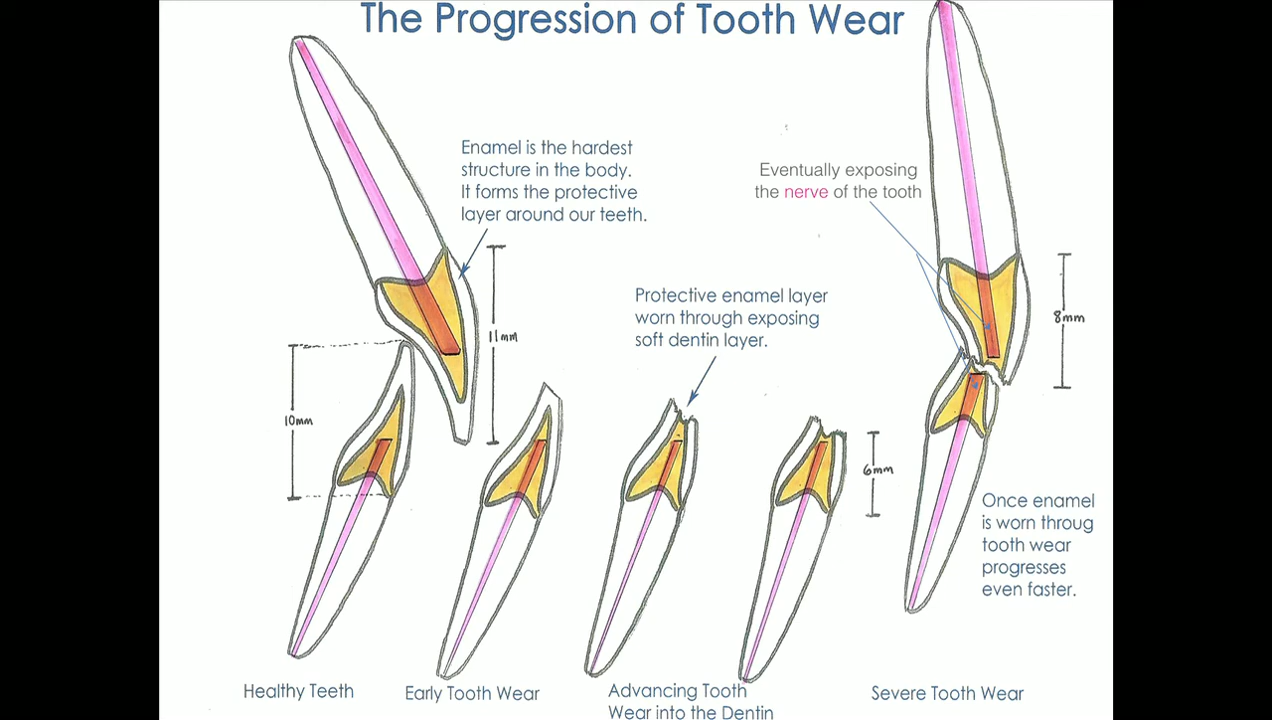 The Progression of Tooth Wear
Enamel is the hardest
structure in the body.
It forms the protective
layer around our teeth.
Eventually exposing
the nerve of the tooth
Protective enamel layer
worn through exposing
soft dentin layer.
11mm
8mm
10mm
6mm
Once enamel
is worn throug
tooth wear
progresses
even faster.
Healthy Teeth
Early Tooth Wear
Advancing Tooth
Wear into the Dentin
Severe Tooth Wear